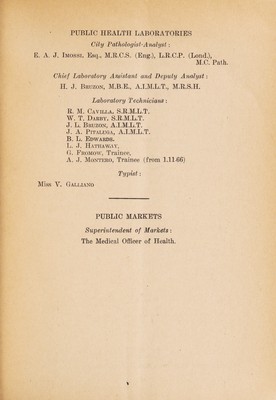 PUBLIC HEALTH LABORATORIES
City Pathologist-Analyst:
E. A. J. IMOSSI, Esq., M.R.C.S. (Eng.), L.R.C.P. (Lond.),
M.C. Path.
Chief Laboratory Assistant and Deputy Analyst:
H. J. BRUZON, M.B.E., A.I.M.L.T., M.R.S.H.
Laboratory Technicians:
R. M. CAVILLA, S.R.M.L.T.
W. T. DARBY, S.R.M.L.T.
J. L. BRUZON, A.I.M.L.T.
J. A. PITALUGA, A.I.M.L.T.
B. L. EDWARDS.
L. J. HATHAWAY,
G. FROMOW, Trainee,
A. J. MONTERO, Trainee (from 1.11.66)
Typist:
Miss V. GALLIANO
PUBLIC MARKETS
Superintendent of Markets:
The Medical Officer of Health.